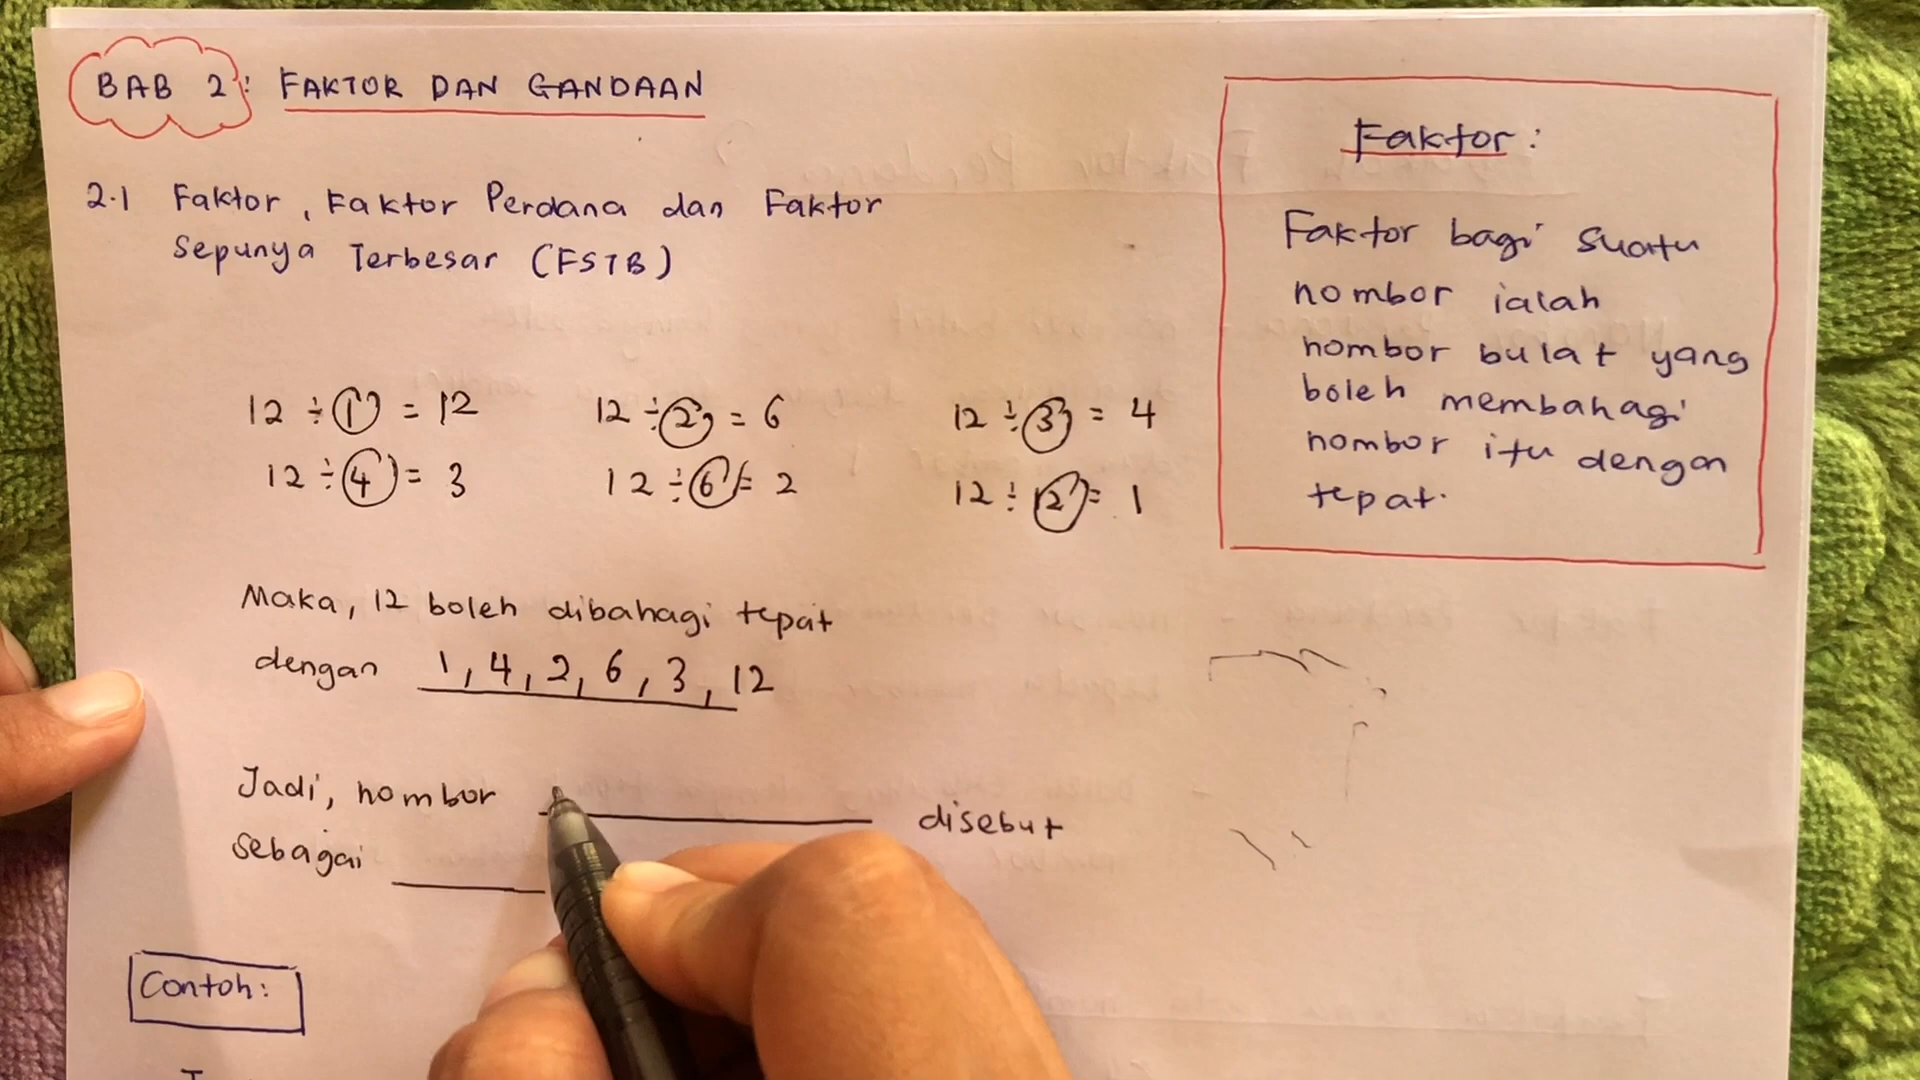 BAB 2: FAKTOR DAN GANDAAN
2.1 Faktor, Faktor Perdana dan Faktor
Sepunya Terbesar (FSTB)
12 ÷ 1 = 12 12 ÷ 2 = 6 12 ÷ 3 = 4
12 ÷ 4 = 3 12 ÷ 6 = 2 12 ÷ 12 = 1
Maka, 12 boleh dibahagi tepat
dengan 1, 4, 2, 6, 3, 12
Jadi, nombor ______ disebut
sebagai ______
Contoh:
Faktor:
Faktor bagi suatu
nombor ialah
nombor bulat yang
boleh membahagi
nombor itu dengan
tepat.